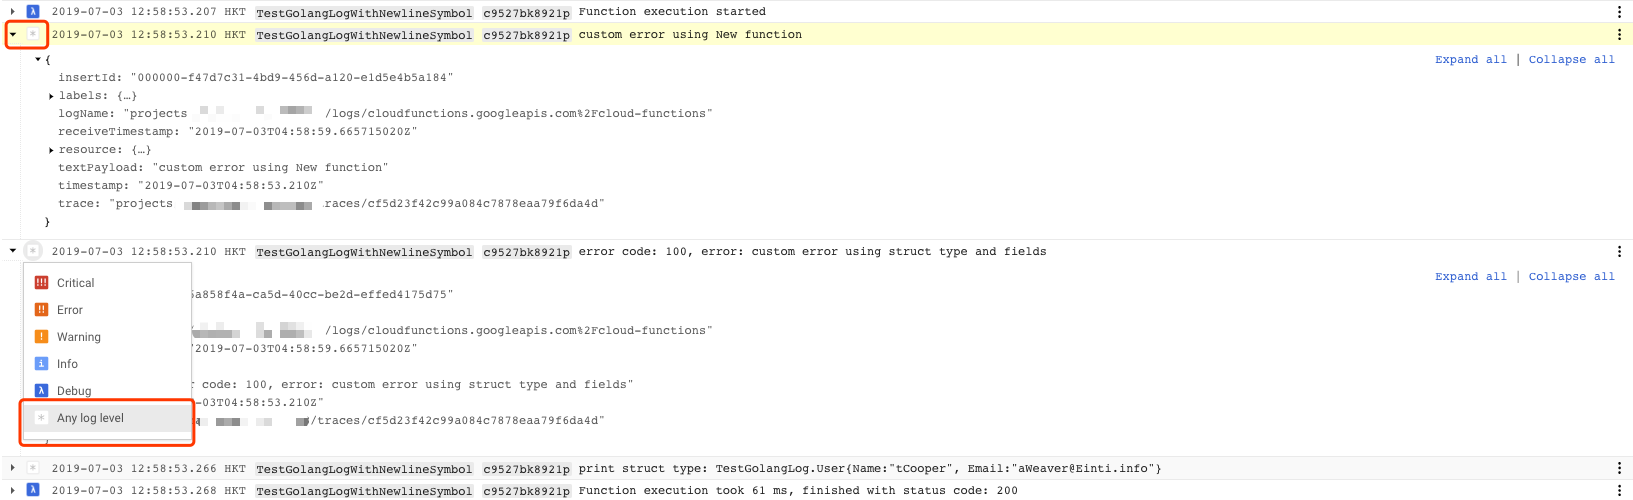 2019-07-03 12:58:53.207 HKT TestGolangLogWithNewlineSymbol c9527bk8921p Function execution started
2019-07-03 12:58:53.210 HKT TestGolangLogWithNewlineSymbol c9527bk8921p custom error using New function
{ Expand all | Collapse all
insertId: "000000-f47d7c31-4bd9-456d-a120-e1d5e4b5a184"
labels: {…}
logName: "projects /logs/cloudfunctions.googleapis.com%2Fcloud-functions"
receiveTimestamp: "2019-07-03T04:58:59.665715020Z"
resource: {…}
textPayload: "custom error using New function"
timestamp: "2019-07-03T04:58:53.210Z"
trace: "projects races/cf5d23f42c99a084c7878eaa79f6da4d"
}
2019-07-03 12:58:53.210 HKT TestGolangLogWithNewlineSymbol c9527bk8921p error code: 100, error: custom error using struct type and fields
Expand all | Collapse all
Critical
a858f4a-ca5d-40cc-be2d-effed4175d75"
Error
Warning
/logs/cloudfunctions.googleapis.com%2Fcloud-functions"
2019-07-03T04:58:59.665715020Z"
Info
Debug
code: 100, error: custom error using struct type and fields"
-03T04:58:53.210Z"
Any log level
/traces/cf5d23f42c99a084c7878eaa79f6da4d"
2019-07-03 12:58:53.266 HKT TestGolangLogWithNewlineSymbol c9527bk8921p print struct type: TestGolangLog.User{Name:"tCooper", Email:"aWeaver@Einti.info"}
2019-07-03 12:58:53.268 HKT TestGolangLogWithNewlineSymbol c9527bk8921p Function execution took 61 ms, finished with status code: 200